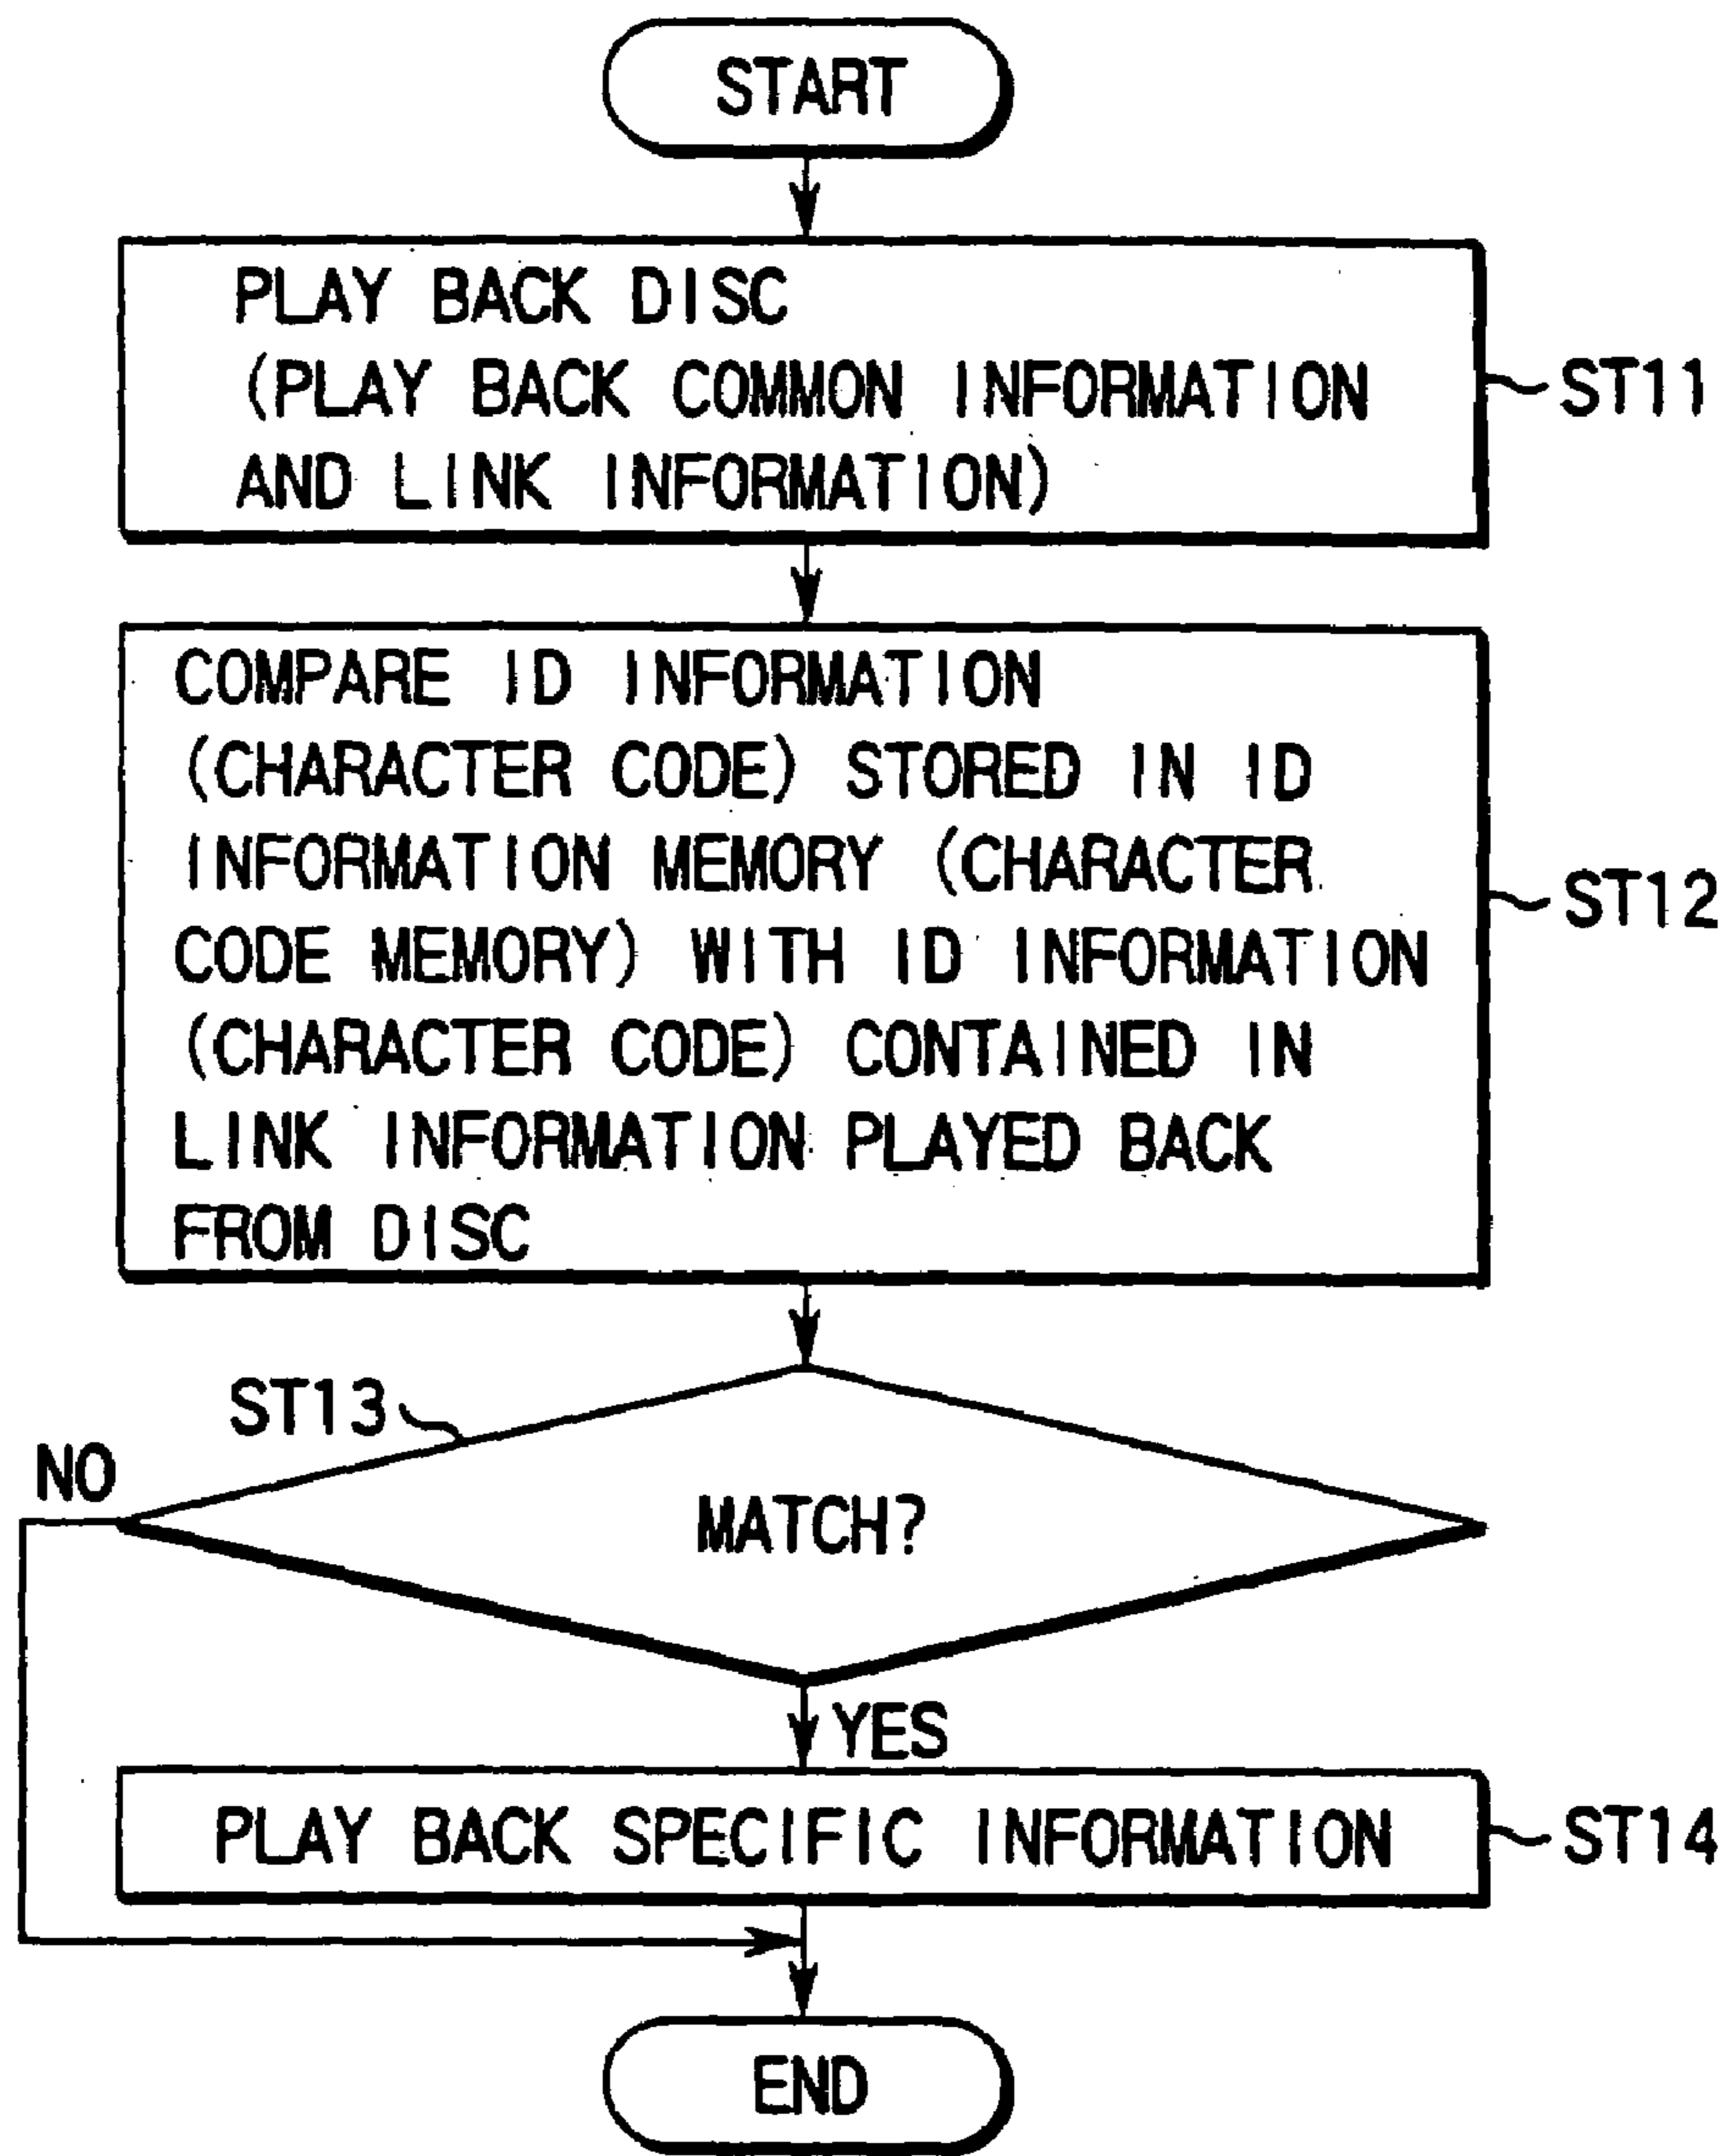 START
PLAY BACK DISC
(PLAY BACK COMMON INFORMATION
AND LINK INFORMATION)
ST11
COMPARE ID INFORMATION
(CHARACTER CODE) STORED IN ID
INFORMATION MEMORY (CHARACTER
CODE MEMORY) WITH ID INFORMATION
(CHARACTER CODE) CONTAINED IN
LINK INFORMATION PLAYED BACK
FROM DISC
ST12
ST13
NO
MATCH?
YES
PLAY BACK SPECIFIC INFORMATION
ST14
END